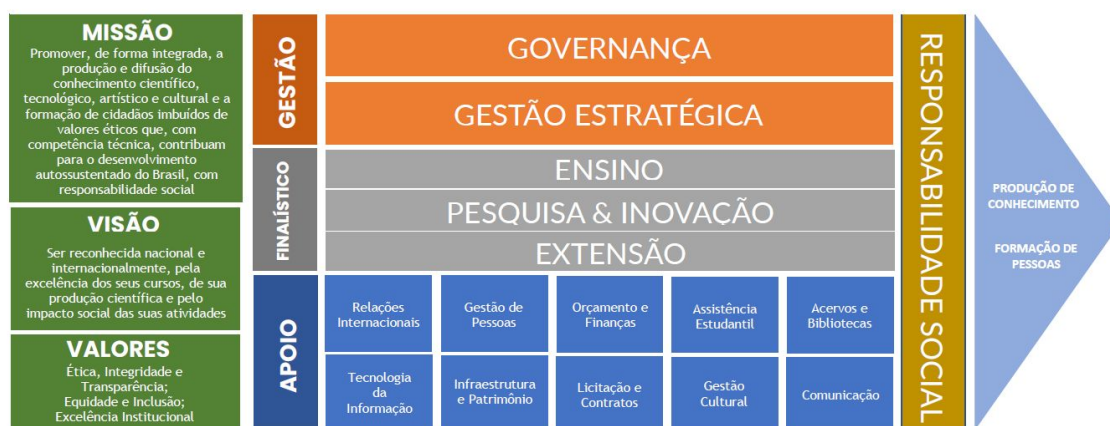 MISSÃO
Promover, de forma integrada, a
produção e difusão do
conhecimento científico,
tecnológico, artístico e cultural e a
formação de cidadãos imbuídos de
valores éticos que, com
competência técnica, contribuam
para o desenvolvimento
autossustentado do Brasil, com
responsabilidade social
VISÃO
Ser reconhecida nacional e
internacionalmente, pela
excelência dos seus cursos, de sua
produção científica e pelo
impacto social das suas atividades
VALORES
Ética, Integridade e
Transparência;
Equidade e Inclusão;
Excelência Institucional
GESTÃO
GOVERNANÇA
GESTÃO ESTRATÉGICA
FINALÍSTICO
ENSINO
PESQUISA & INOVAÇÃO
EXTENSÃO
APOIO
Relações
Internacionais
Gestão de
Pessoas
Orçamento e
Finanças
Assistência
Estudantil
Acervos e
Bibliotecas
Tecnologia
da
Informação
Infraestrutura
e Patrimônio
Licitação e
Contratos
Gestão
Cultural
Comunicação
RESPONSABILIDADE SOCIAL
PRODUÇÃO DE
CONHECIMENTO
FORMAÇÃO DE
PESSOAS